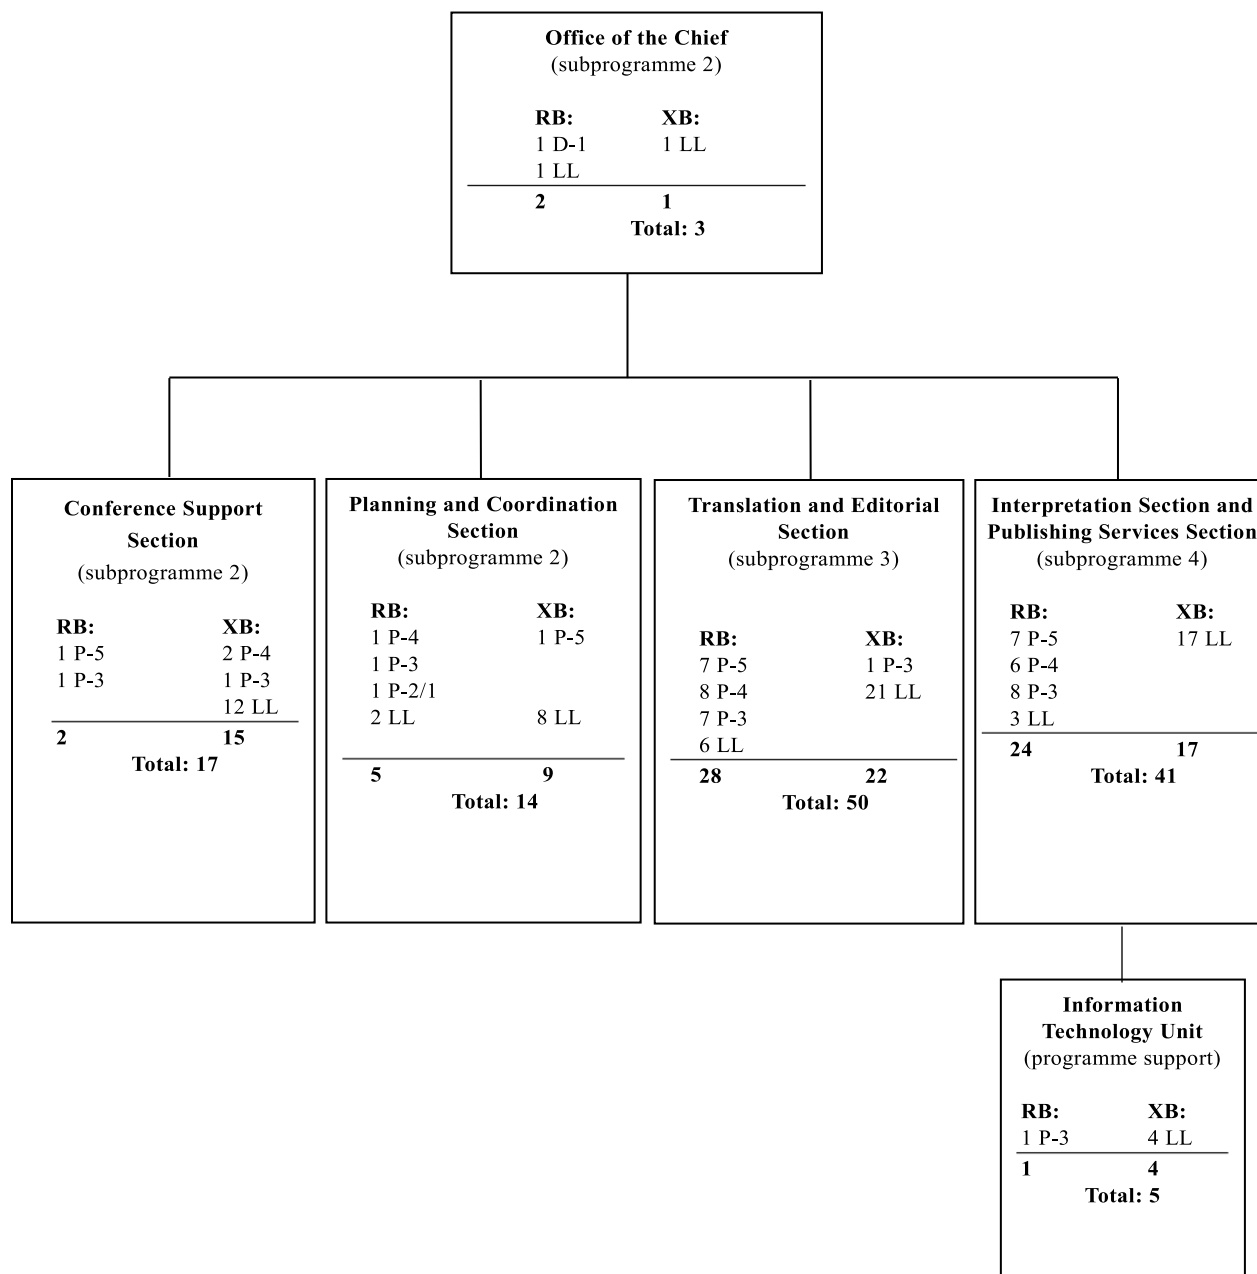 Office of the Chief
(subprogramme 2)
RB: XB:
1 D-1 1 LL
1 LL
2 1
Total: 3
Conference Support
Section
(subprogramme 2)
RB: XB:
1 P-5 2 P-4
1 P-3 1 P-3
12 LL
2 15
Total: 17
Planning and Coordination
Section
(subprogramme 2)
RB: XB:
1 P-4 1 P-5
1 P-3
1 P-2/1
2 LL 8 LL
5 9
Total: 14
Translation and Editorial
Section
(subprogramme 3)
RB: XB:
7 P-5 1 P-3
8 P-4 21 LL
7 P-3
6 LL
28 22
Total: 50
Interpretation Section and
Publishing Services Section
(subprogramme 4)
RB: XB:
7 P-5 17 LL
6 P-4
8 P-3
3 LL
24 17
Total: 41
Information
Technology Unit
(programme support)
RB: XB:
1 P-3 4 LL
1 4
Total: 5